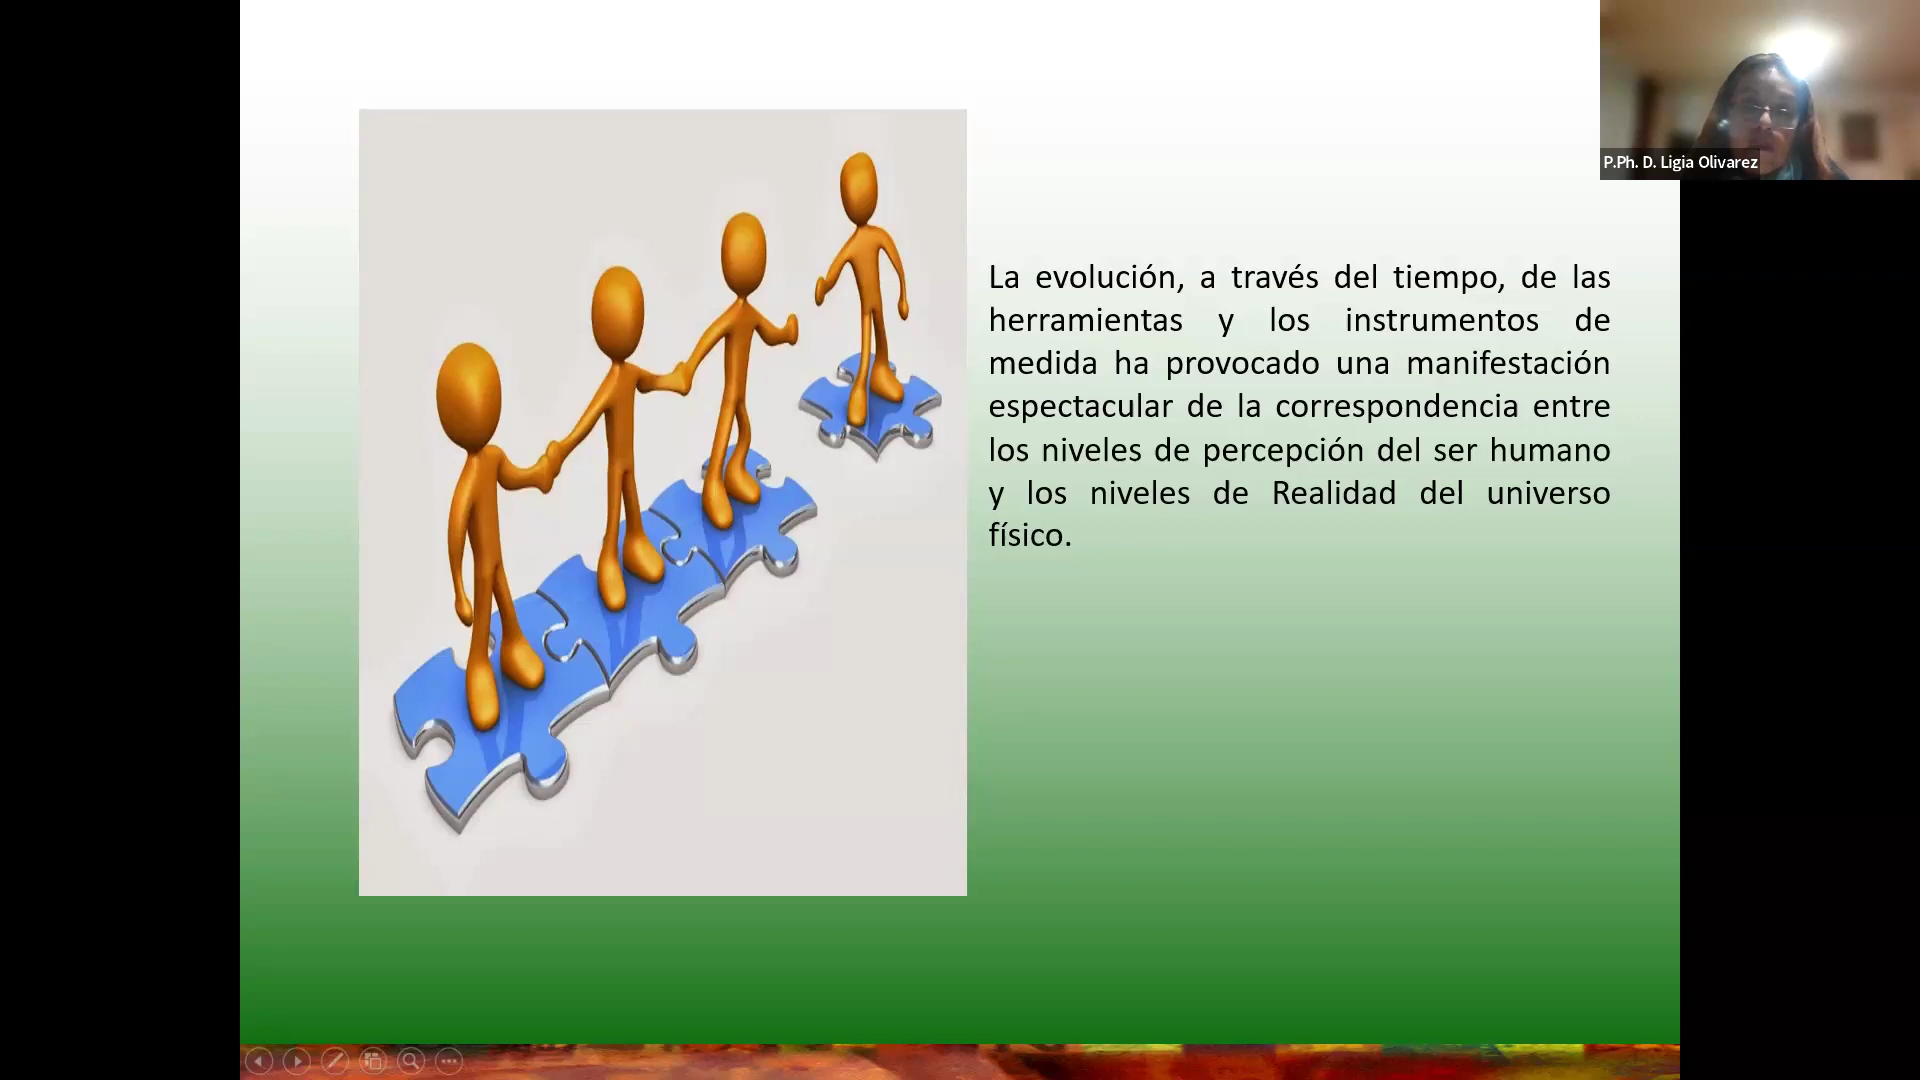 P.Ph. D. Ligia Olivarez
La evolución, a través del tiempo, de las
herramientas y los instrumentos de
medida ha provocado una manifestación
espectacular de la correspondencia entre
los niveles de percepción del ser humano
y los niveles de Realidad del universo
físico.